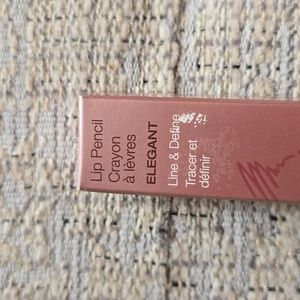 Lip Pencil
Crayon
à lèvres
ELEGANT
Line & Define
Tracer et
définir